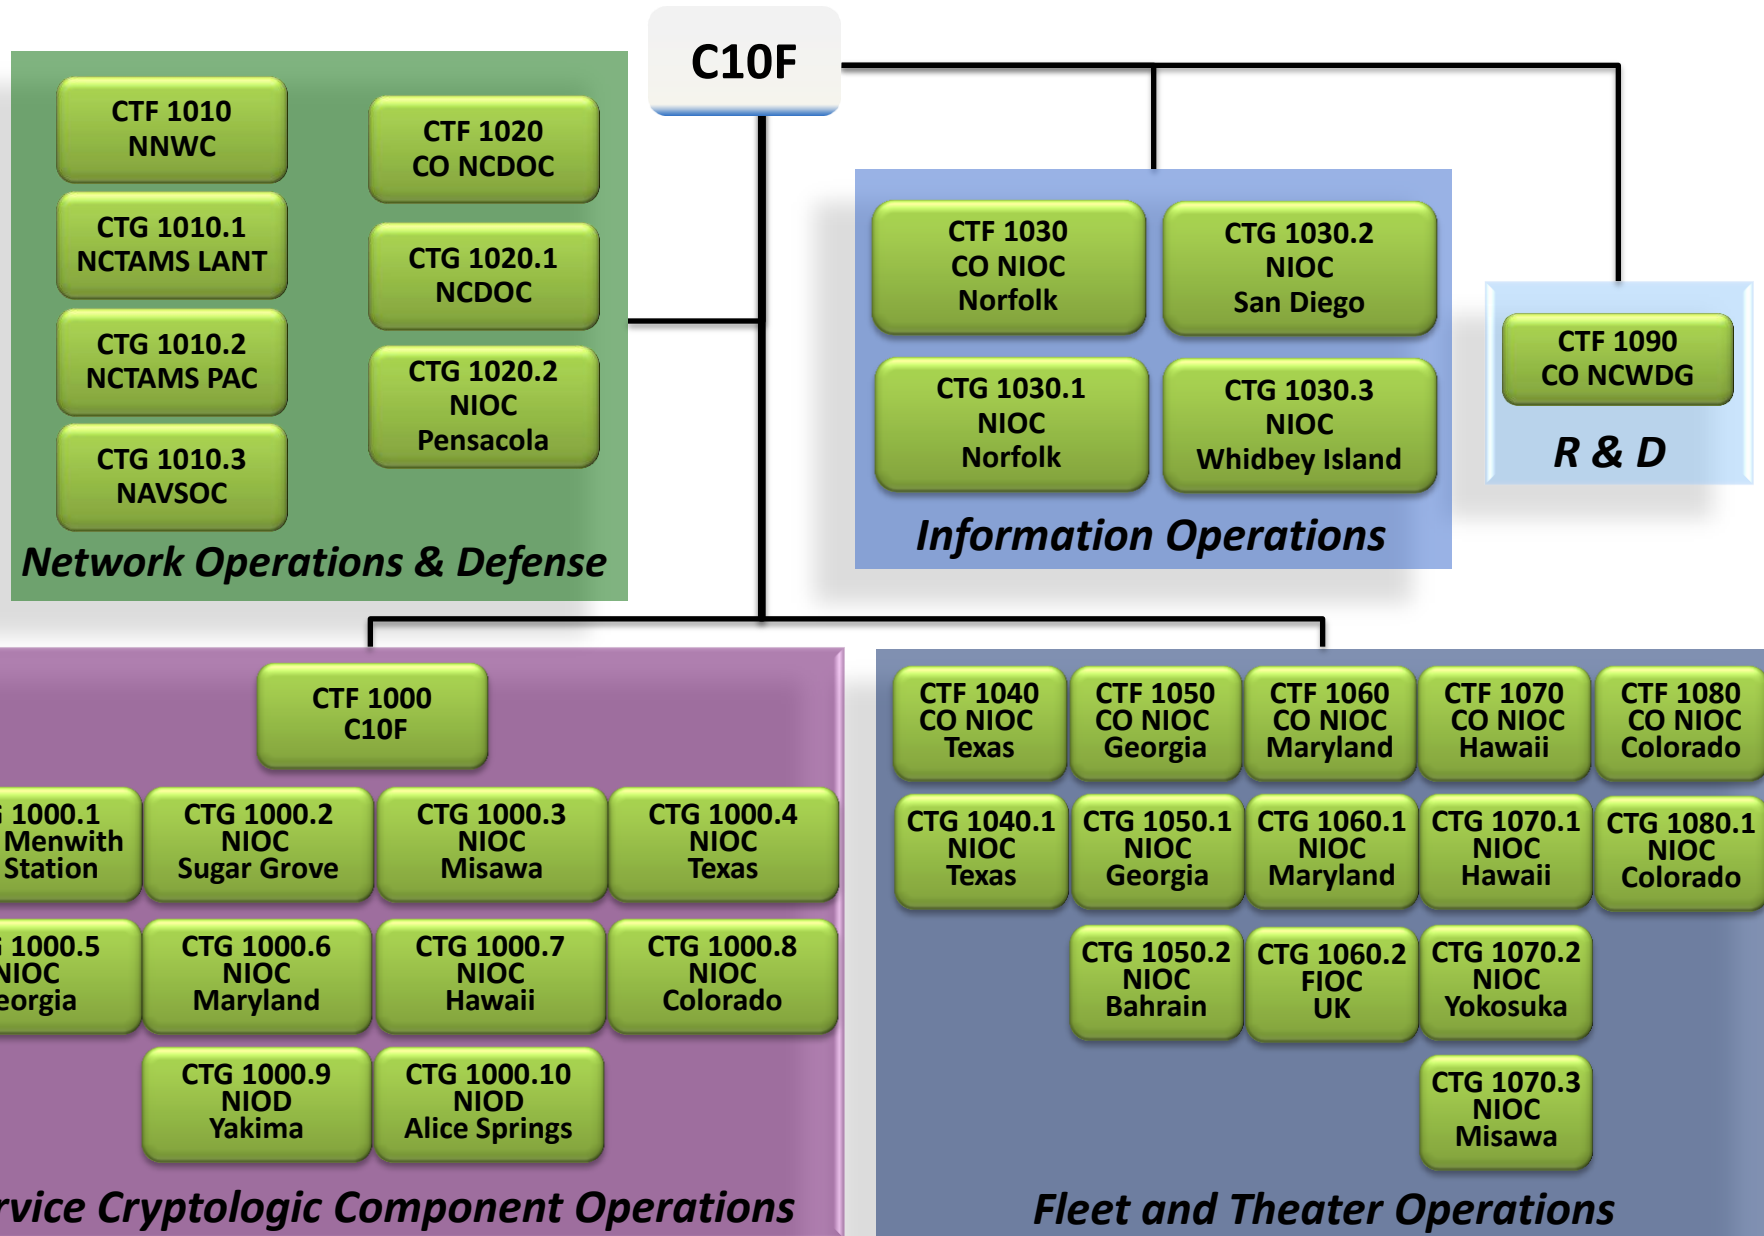 C10F
CTF 1010
NNWC
CTG 1010.1
NCTAMS LANT
CTG 1010.2
NCTAMS PAC
CTG 1010.3
NAVSOC
CTF 1020
CO NCDOC
CTG 1020.1
NCDOC
CTG 1020.2
NIOC
Pensacola
Network Operations & Defense
CTF 1030
CO NIOC
Norfolk
CTG 1030.2
NIOC
San Diego
CTG 1030.1
NIOC
Norfolk
CTG 1030.3
NIOC
Whidbey Island
Information Operations
CTF 1090
CO NCWDG
R & D
CTF 1000
C10F
1000.1
Menwith
Station
CTG 1000.2
NIOC
Sugar Grove
CTG 1000.3
NIOC
Misawa
CTG 1000.4
NIOC
Texas
1000.5
NIOC
eorgia
CTG 1000.6
NIOC
Maryland
CTG 1000.7
NIOC
Hawaii
CTG 1000.8
NIOC
Colorado
CTG 1000.9
NIOD
Yakima
CTG 1000.10
NIOD
Alice Springs
rvice Cryptologic Component Operations
CTF 1040
CO NIOC
Texas
CTF 1050
CO NIOC
Georgia
CTF 1060
CO NIOC
Maryland
CTF 1070
CO NIOC
Hawaii
CTF 1080
CO NIOC
Colorado
CTG 1040.1
NIOC
Texas
CTG 1050.1
NIOC
Georgia
CTG 1060.1
NIOC
Maryland
CTG 1070.1
NIOC
Hawaii
CTG 1080.1
NIOC
Colorado
CTG 1050.2
NIOC
Bahrain
CTG 1060.2
FIOC
UK
CTG 1070.2
NIOC
Yokosuka
CTG 1070.3
NIOC
Misawa
Fleet and Theater Operations